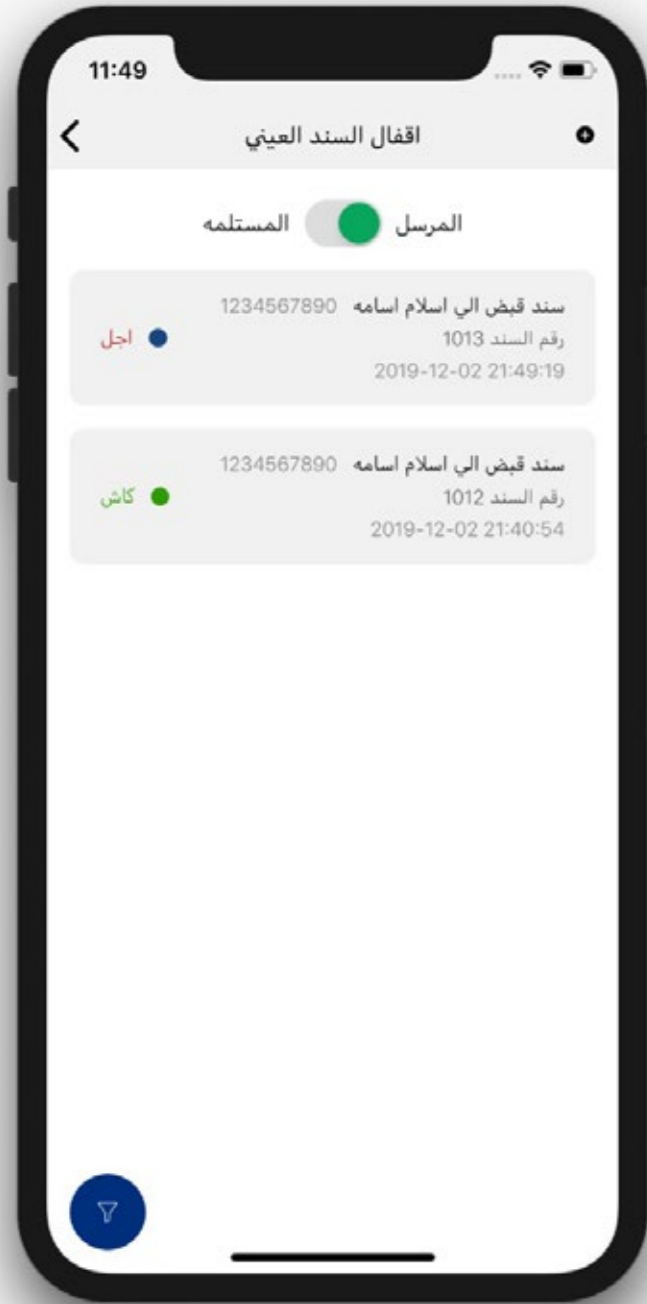 11:49
اقفال السند العيني
المرسل المستلمه
سند قبض الي اسلام اسامه 1234567890
رقم السند 1013
اجل
2019-12-02 21:49:19
سند قبض الي اسلام اسامه 1234567890
رقم السند 1012
كاش
2019-12-02 21:40:54